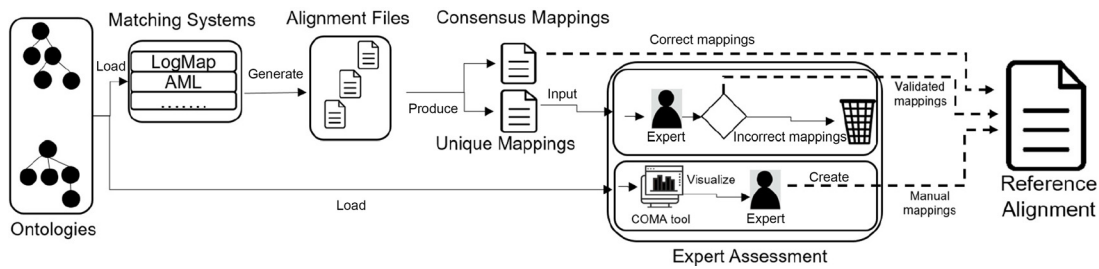 Matching Systems
Alignment Files
Consensus Mappings
Correct mappings
Load
LogMap
AML
.......
Generate
Produce
Input
Unique Mappings
Expert
Incorrect mappings
Validated
mappings
COMA tool
Visualize
Expert
Create
Manual
mappings
Load
Ontologies
Expert Assessment
Reference
Alignment